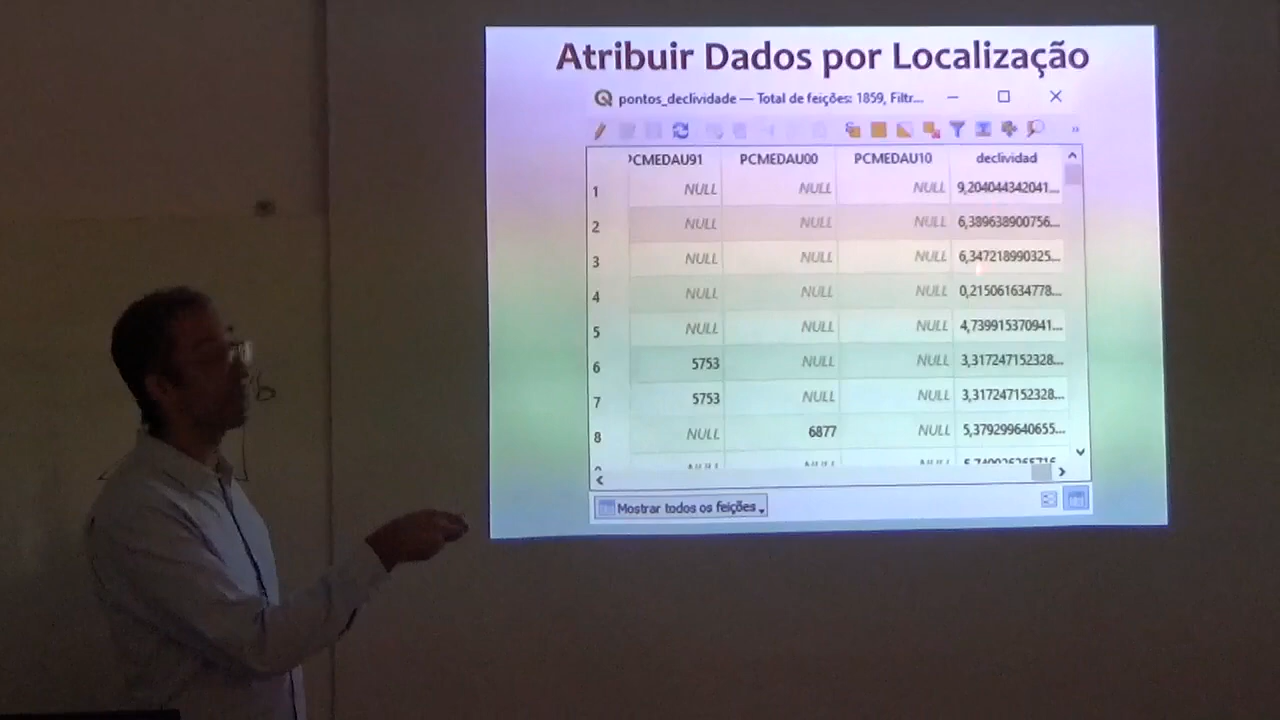 Atribuir Dados por Localização
pontos_declividade — Total de feições: 1859, Filtr...
PCMEDAU91 PCMEDAU00 PCMEDAU10 declividad
1 NULL NULL NULL 9,204044342041...
2 NULL NULL NULL 6,389638900756...
3 NULL NULL NULL 6,347218990325...
4 NULL NULL NULL 0,215061634778...
5 NULL NULL NULL 4,739915370941...
6 5753 NULL NULL 3,317247152328...
7 5753 NULL NULL 3,317247152328...
8 NULL 6877 NULL 5,379299640655...
Mostrar todos os feições